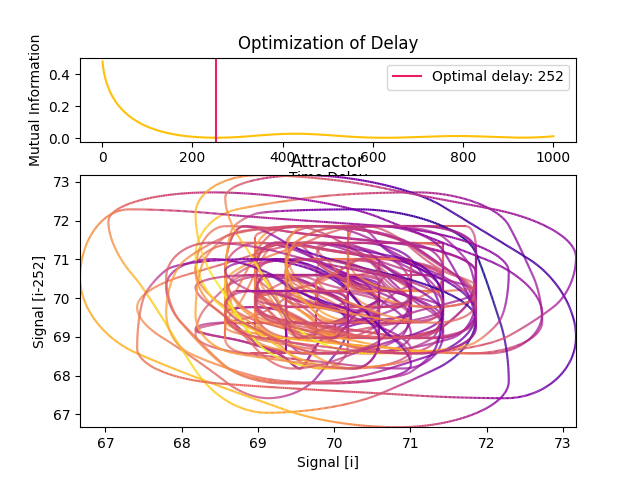 Optimization of Delay
Mutual Information
0.4
0.2
0.0
Optimal delay: 252
0 200 400 600 800 1000
Attractor
Signal [i-252]
73
72
71
70
69
68
67
67 68 69 70 71 72 73
Signal [i]